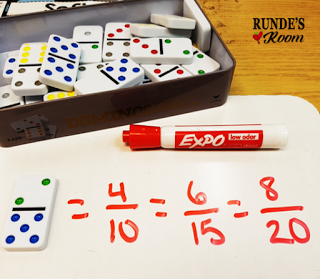 RUNDE'S
Room
EXPO low odor
= 4/10 = 6/15 = 8/20